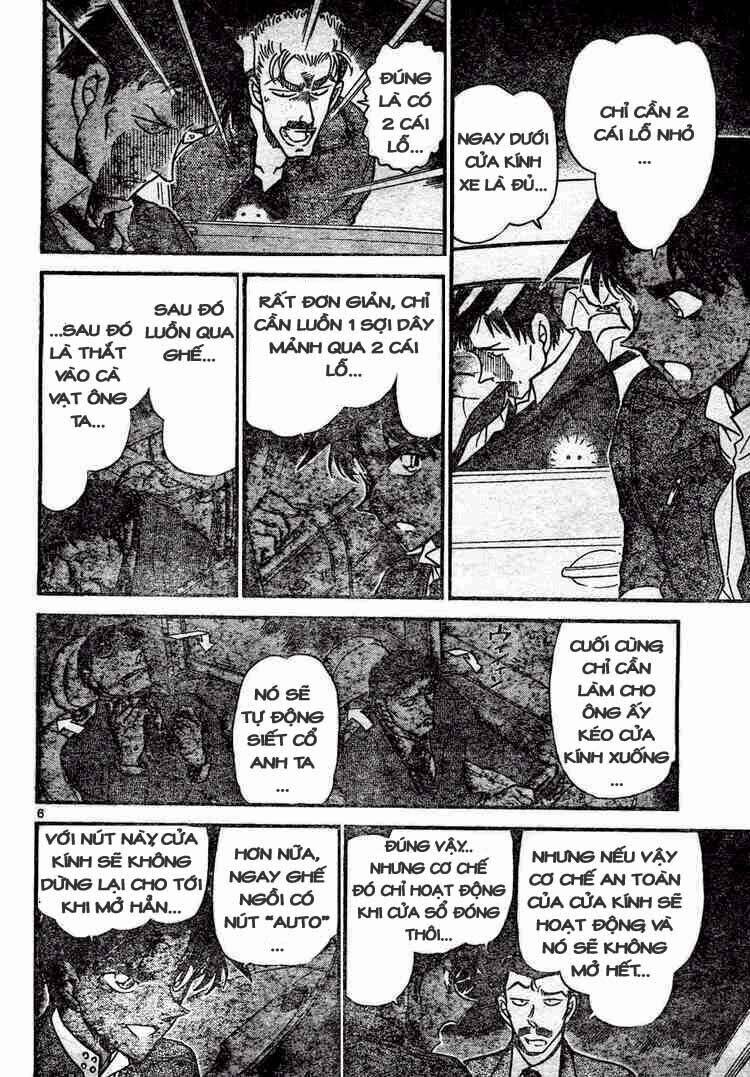 CHỈ CẦN 2
CÁI LỖ NHỎ
...
NGAY DƯỚI
CỬA KÍNH
XE LÀ ĐỦ...
ĐÚNG
LÀ CÓ
2 CÁI
LỖ...
RẤT ĐƠN GIẢN, CHỈ
CẦN LUỒN 1 SỢI DÂY
MẢNH QUA 2 CÁI
LỖ...
SAU ĐÓ
LUỒN QUA
GHẾ...
...SAU ĐÓ
LÀ THẮT
VÀO CÀ
VẠT ÔNG
TA...
CUỐI CÙNG,
CHỈ CẦN
LÀM CHO
ÔNG ẤY
KÉO CỬA
KÍNH XUỐNG
...
ウィィィ
NÓ SẼ
TỰ ĐỘNG
SIẾT CỔ
ANH TA
...
6
NHƯNG NẾU VẬY
CƠ CHẾ AN TOÀN
CỦA CỬA KÍNH SẼ
HOẠT ĐỘNG, VÀ
NÓ SẼ KHÔNG
MỞ HẾT...
ĐÚNG VẬY...
NHƯNG CƠ CHẾ
ĐÓ CHỈ HOẠT ĐỘNG
KHI CỬA SỔ ĐÓNG
THÔI...
HƠN NỮA,
NGAY GHẾ
NGỒI CÓ
NÚT "AUTO"
...
VỚI NÚT NÀY, CỬA
KÍNH SẼ KHÔNG
DỪNG LẠI CHO TỚI
KHI MỞ HẲN...